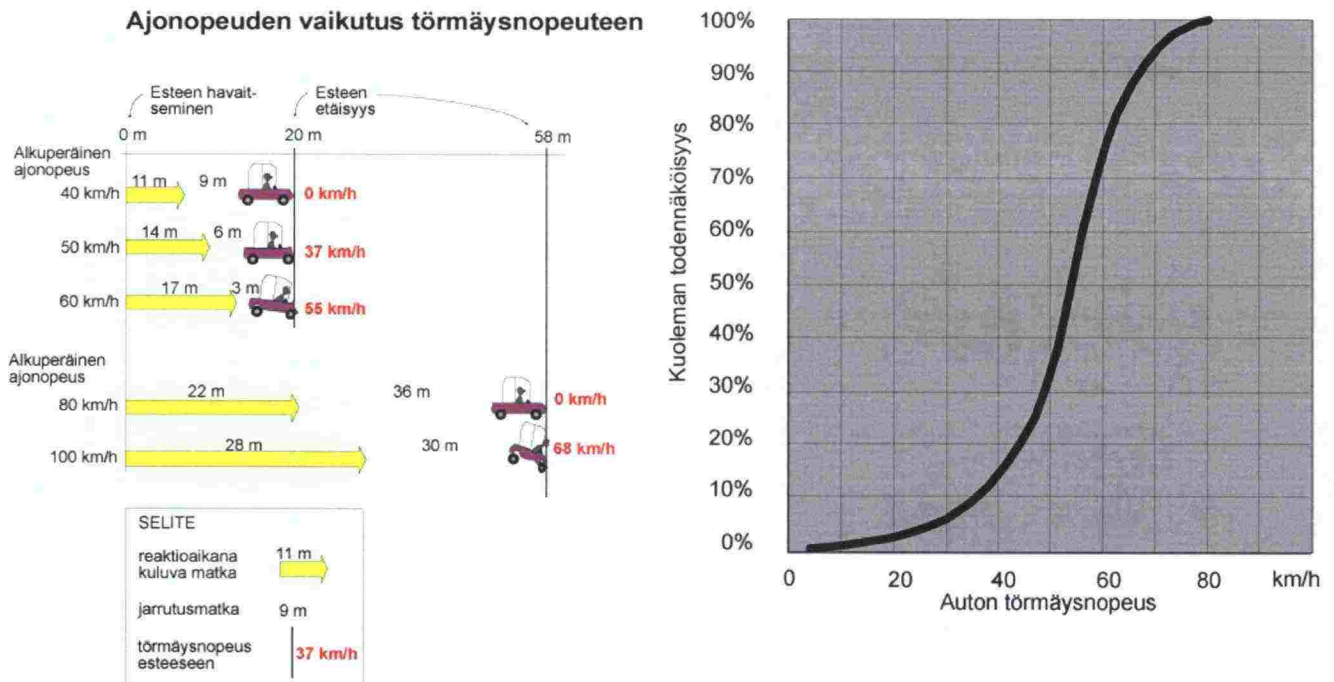 Ajonopeuden vaikutus törmäysnopeuteen
Esteen havait-
seminen
Esteen
etäisyys
0 m
20 m
58 m
Alkuperäinen
ajonopeus
40 km/h
11 m
9 m
0 km/h
50 km/h
14 m
6 m
37 km/h
60 km/h
17 m
3 m
55 km/h
Alkuperäinen
ajonopeus
80 km/h
22 m
36 m
0 km/h
100 km/h
28 m
30 m
68 km/h
SELITE
reaktioaikana
kuluva matka
11 m
jarrutusmatka
9 m
törmäysnopeus
esteeseen
37 km/h
Kuoleman todennäköisyys
100%
90%
80%
70%
60%
50%
40%
30%
20%
10%
0%
0 20 40 60 80 km/h
Auton törmäysnopeus